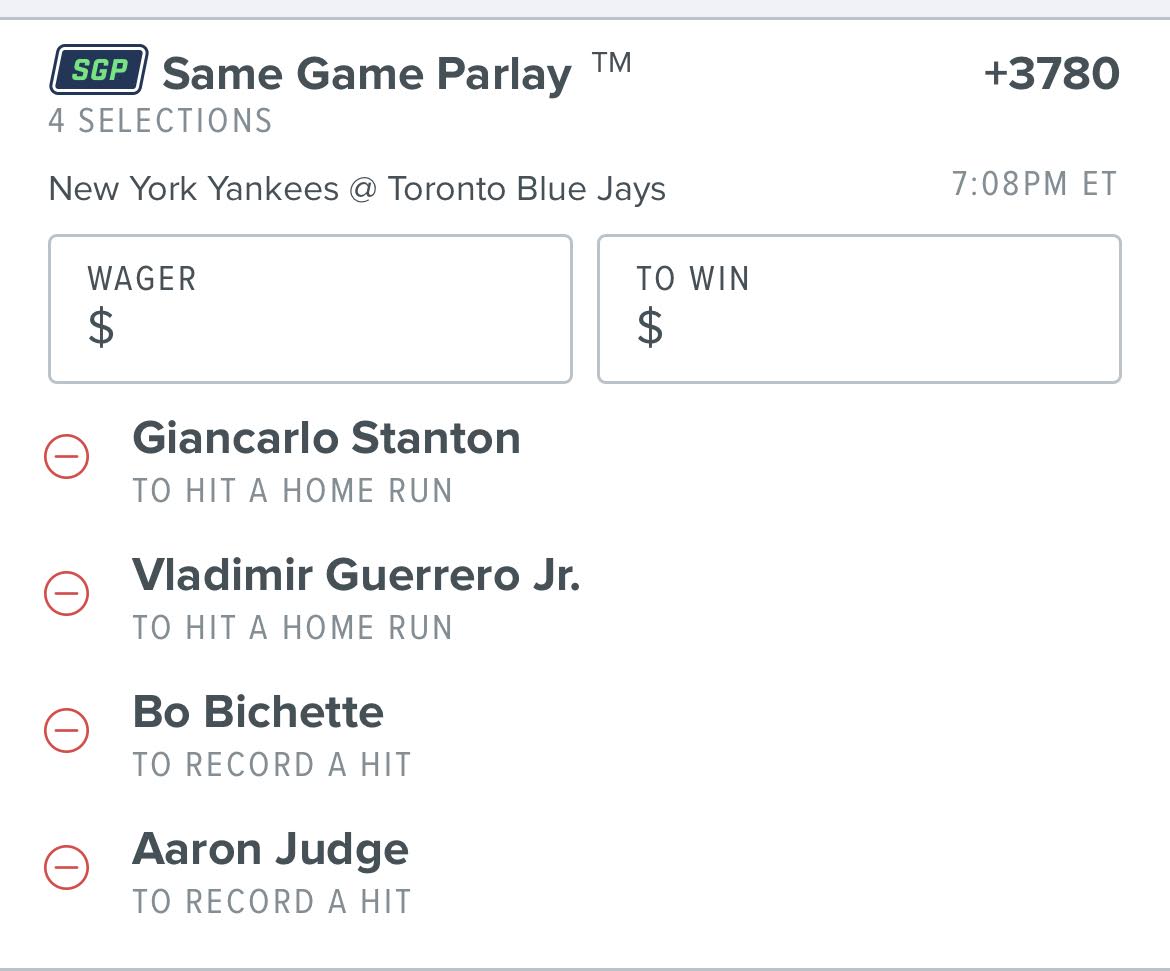 SGP Same Game Parlay ™ +3780
4 SELECTIONS
New York Yankees @ Toronto Blue Jays 7:08PM ET
WAGER TO WIN
$ $
Giancarlo Stanton
TO HIT A HOME RUN
Vladimir Guerrero Jr.
TO HIT A HOME RUN
Bo Bichette
TO RECORD A HIT
Aaron Judge
TO RECORD A HIT